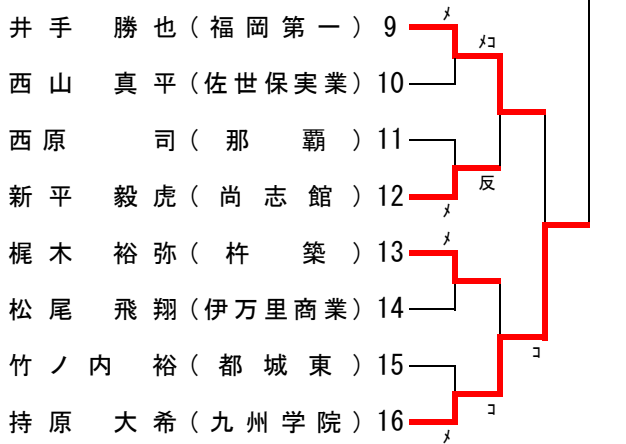 井手 勝也(福岡第一) 9
ﾒ
ﾒｺ
西山 真平(佐世保実業) 10
西原 司(那覇) 11
反
新平 毅虎(尚志館) 12
ﾒ
ﾒ
梶木 裕弥(杵築) 13
松尾 飛翔(伊万里商業) 14
ｺ
竹ノ内 裕(都城東) 15
ｺ
持原 大希(九州学院) 16
ﾒ